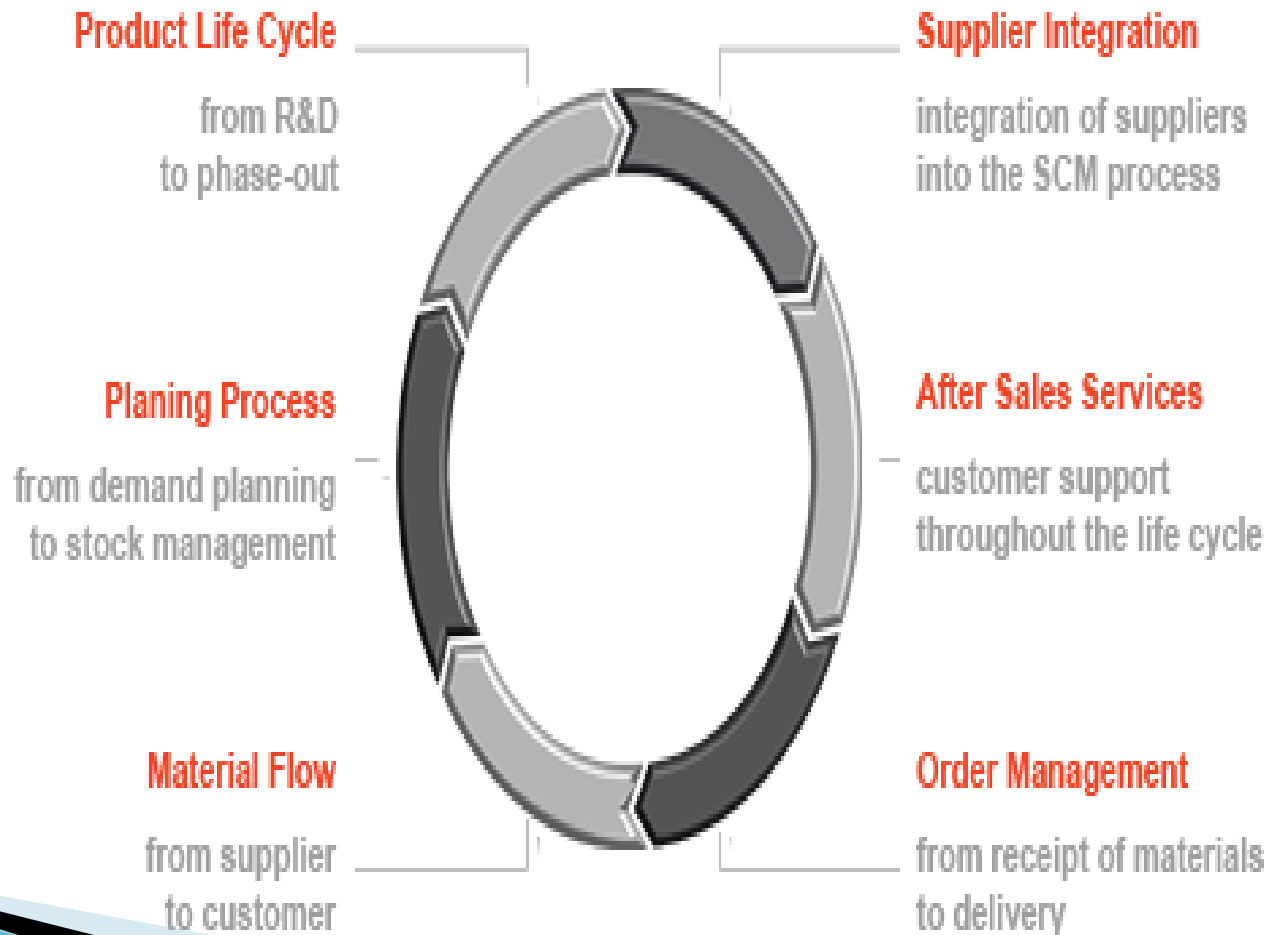 Product Life Cycle
from R&D
to phase-out
Supplier Integration
integration of suppliers
into the SCM process
Planing Process
from demand planning
to stock management
After Sales Services
customer support
throughout the life cycle
Material Flow
from supplier
to customer
Order Management
from receipt of materials
to delivery